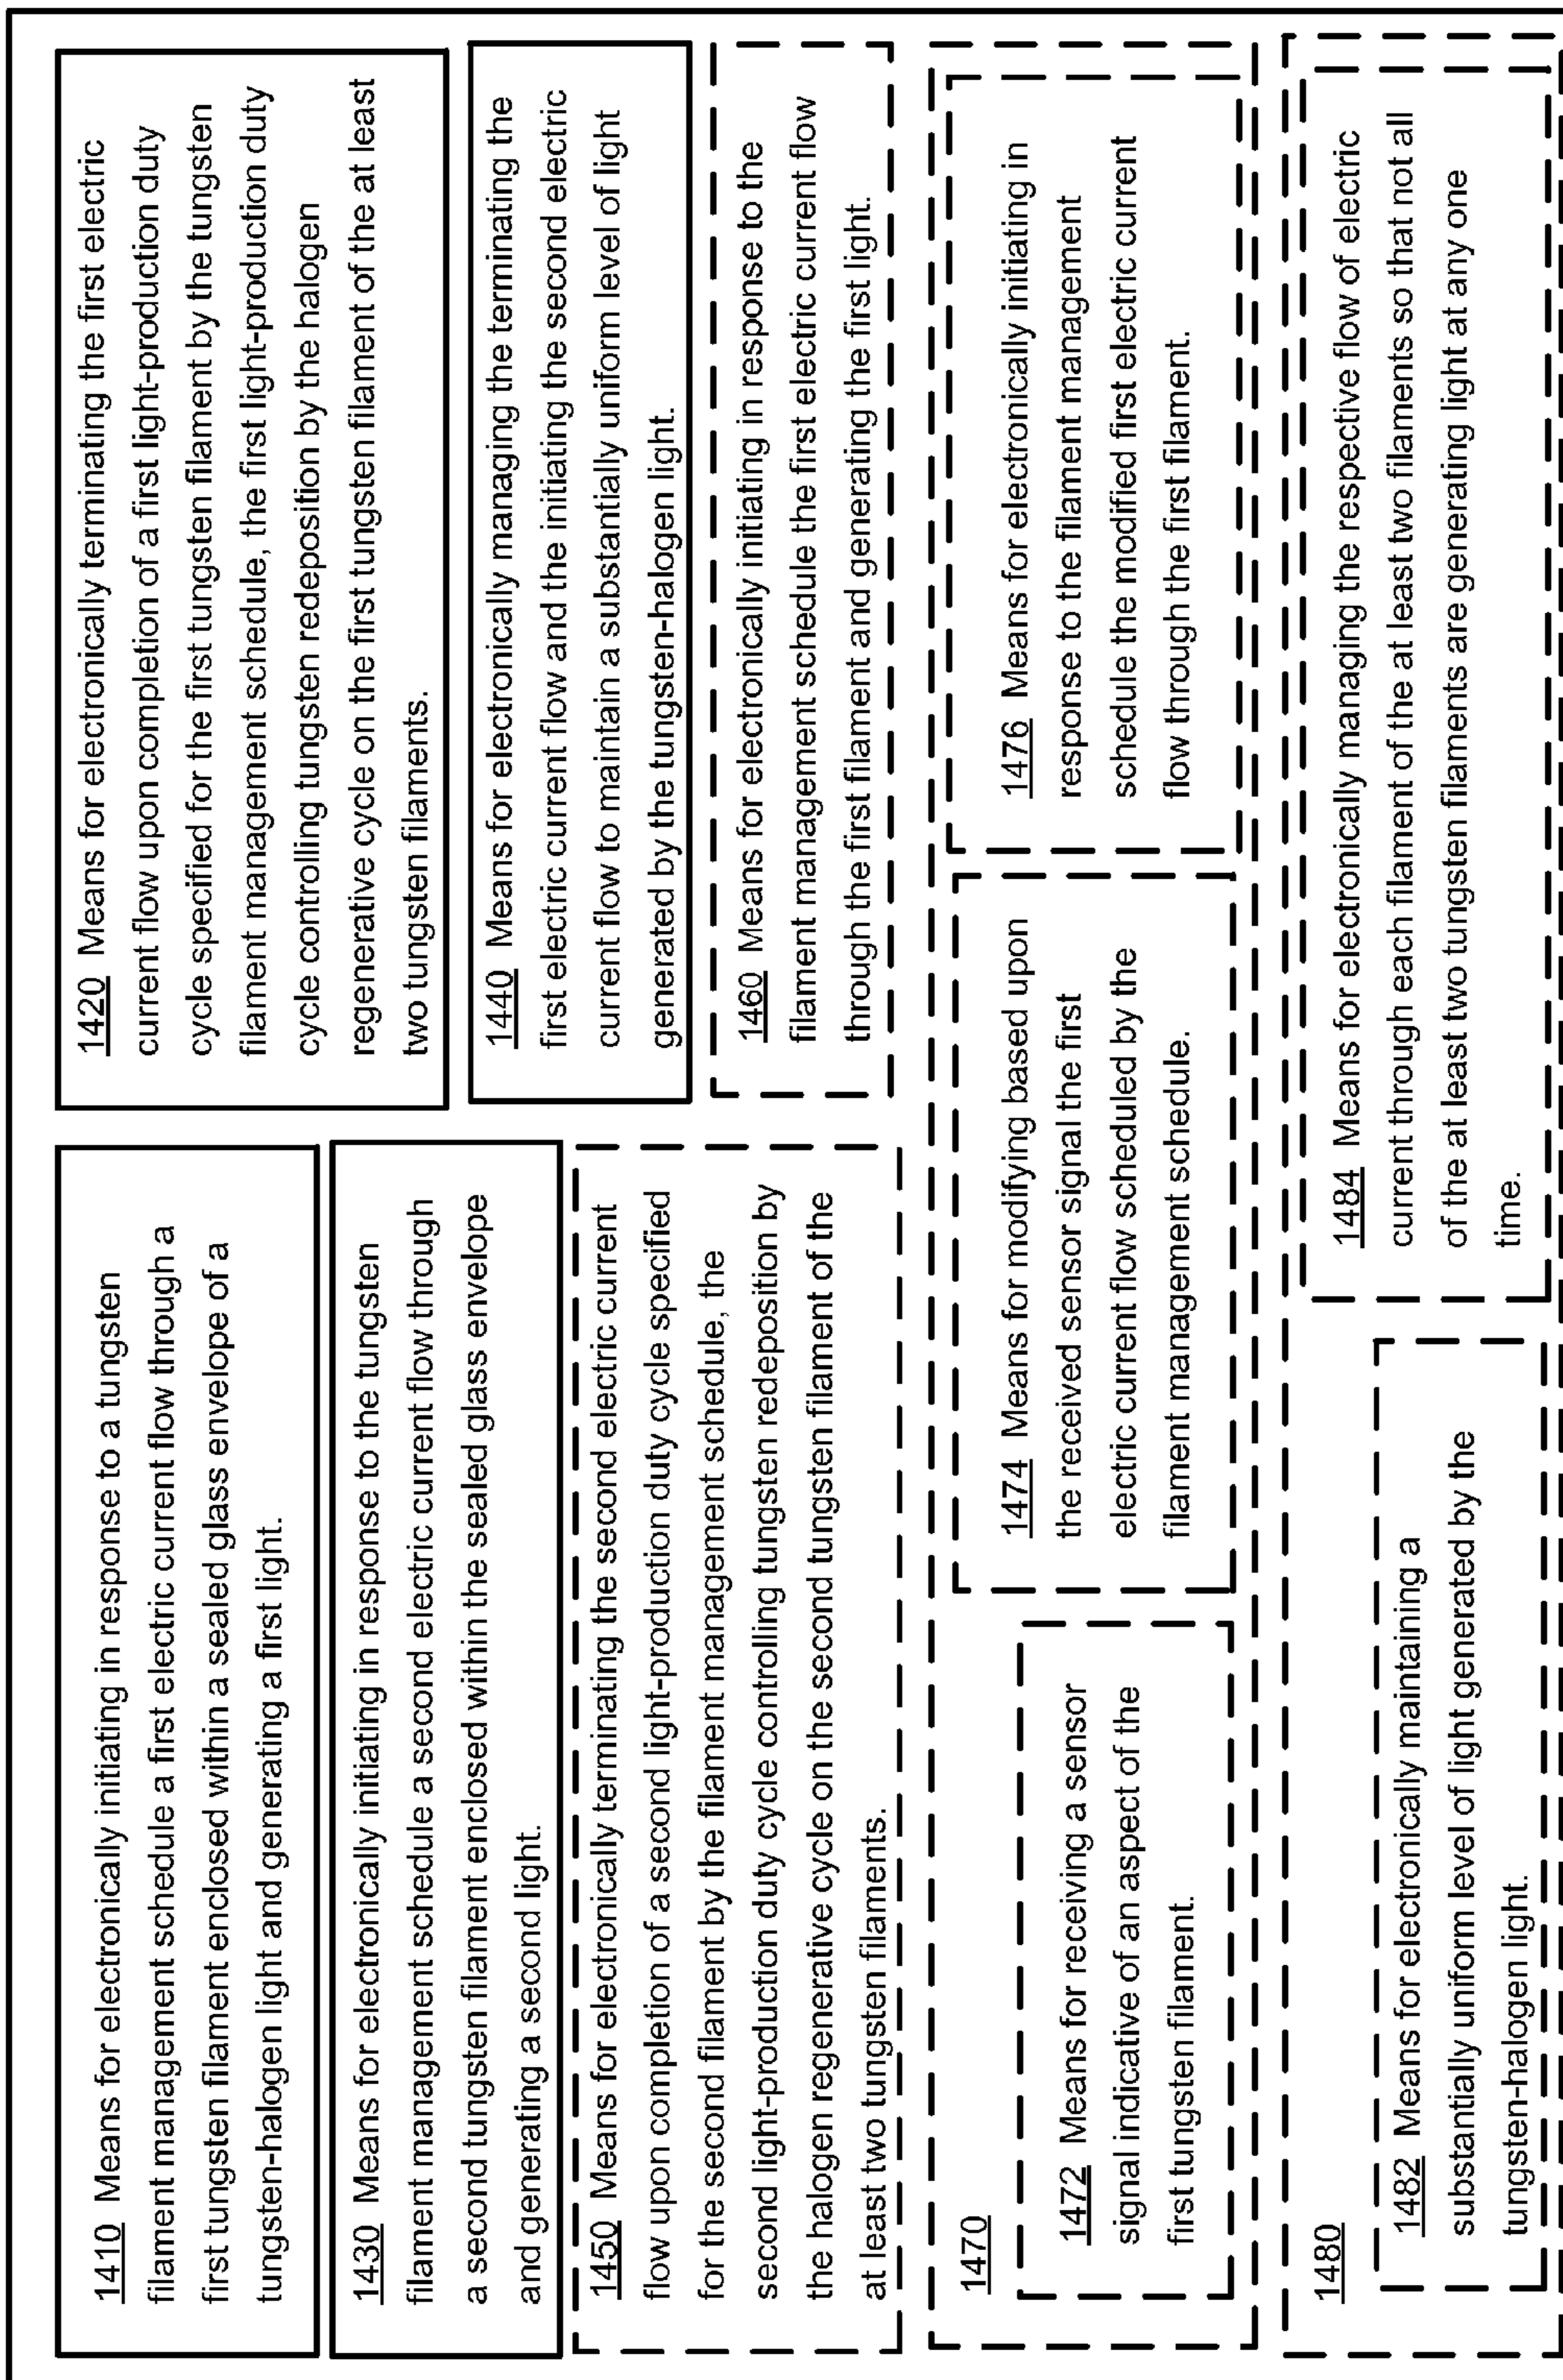 1410 Means for electronically initiating in response to a tungsten
filament management schedule a first electric current flow through a
first tungsten filament enclosed within a sealed glass envelope of a
tungsten-halogen light and generating a first light.
1420 Means for electronically terminating the first electric
current flow upon completion of a first light-production duty
cycle specified for the first tungsten filament by the tungsten
filament management schedule, the first light-production duty
cycle controlling tungsten redeposition by the halogen
regenerative cycle on the first tungsten filament of the at least
two tungsten filaments.
1430 Means for electronically initiating in response to the tungsten
filament management schedule a second electric current flow through
a second tungsten filament enclosed within the sealed glass envelope
and generating a second light.
1440 Means for electronically managing the terminating the
first electric current flow and the initiating the second electric
current flow to maintain a substantially uniform level of light
generated by the tungsten-halogen light.
1450 Means for electronically terminating the second electric current
flow upon completion of a second light-production duty cycle specified
for the second filament by the filament management schedule, the
second light-production duty cycle controlling tungsten redeposition by
the halogen regenerative cycle on the second tungsten filament of the
at least two tungsten filaments.
1460 Means for electronically initiating in response to the
filament management schedule the first electric current flow
through the first filament and generating the first light.
1470
1472 Means for receiving a sensor
signal indicative of an aspect of the
first tungsten filament.
1474 Means for modifying based upon
the received sensor signal the first
electric current flow scheduled by the
filament management schedule.
1476 Means for electronically initiating in
response to the filament management
schedule the modified first electric current
flow through the first filament.
1480
1482 Means for electronically maintaining a
substantially uniform level of light generated by the
tungsten-halogen light.
1484 Means for electronically managing the respective flow of electric
current through each filament of the at least two filaments so that not all
of the at least two tungsten filaments are generating light at any one
time.